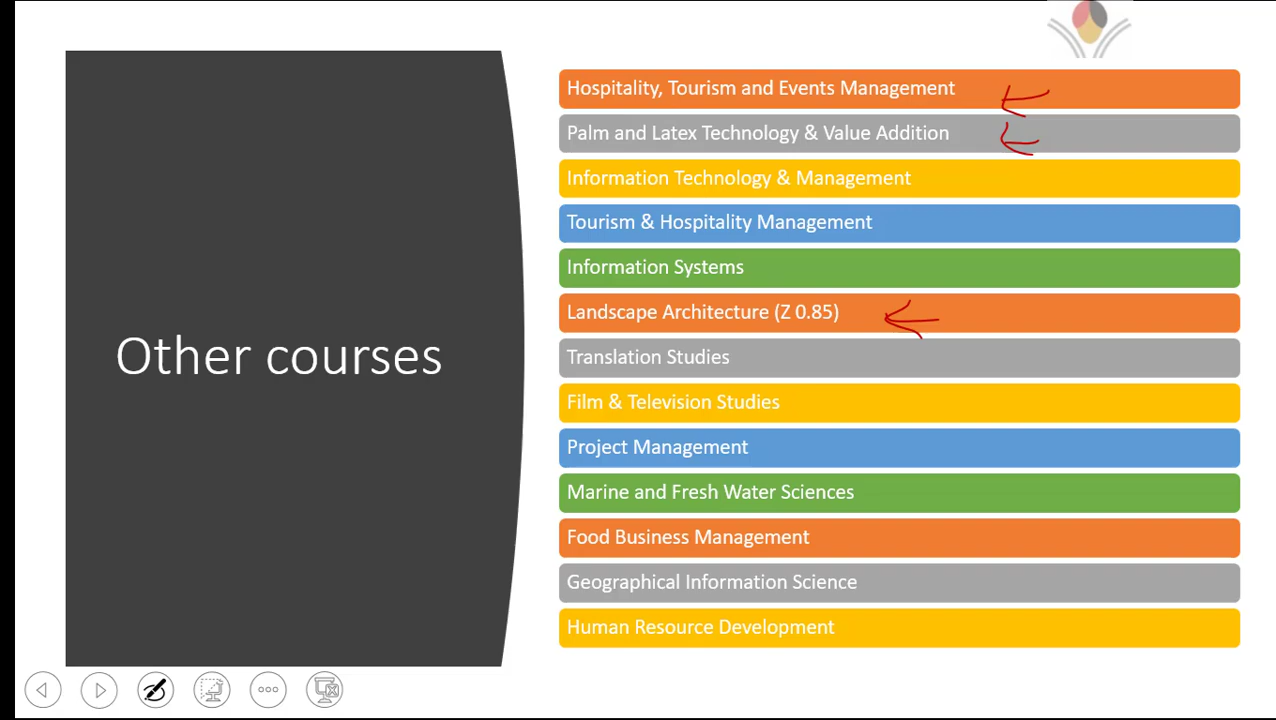 Other courses
Hospitality, Tourism and Events Management
Palm and Latex Technology & Value Addition
Information Technology & Management
Tourism & Hospitality Management
Information Systems
Landscape Architecture (Z 0.85)
Translation Studies
Film & Television Studies
Project Management
Marine and Fresh Water Sciences
Food Business Management
Geographical Information Science
Human Resource Development